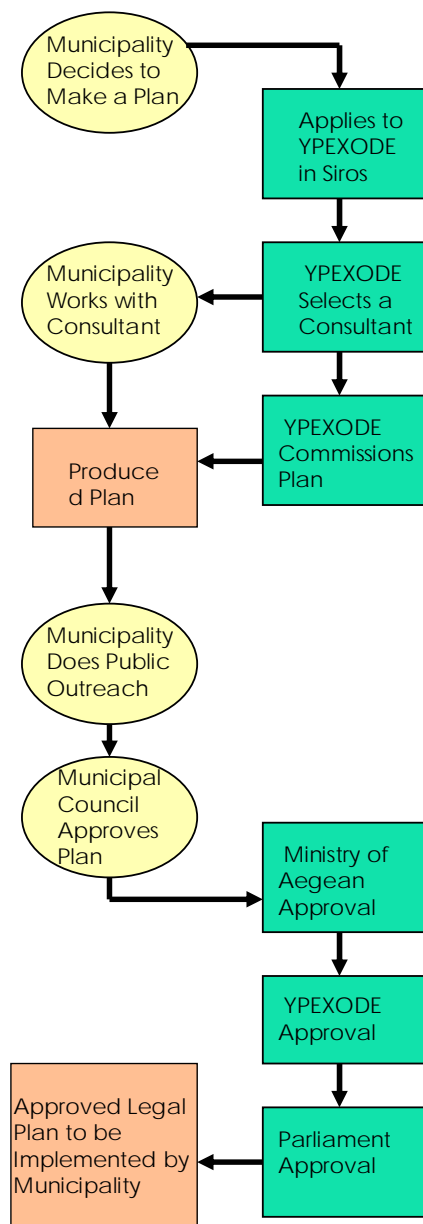 Municipality
Decides to
Make a Plan
Applies to
YPEXODE
in Siros
Municipality
Works with
Consultant
YPEXODE
Selects a
Consultant
YPEXODE
Commissions
Plan
Produce
d Plan
Municipality
Does Public
Outreach
Municipal
Council
Approves
Plan
Ministry of
Aegean
Approval
YPEXODE
Approval
Approved Legal
Plan to be
Implemented by
Municipality
Parliament
Approval